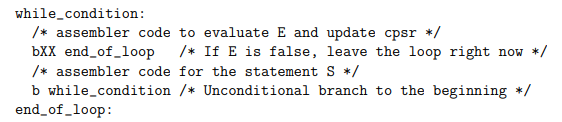 while_condition:
/* assembler code to evaluate E and update cpsr */
bXX end_of_loop /* If E is false, leave the loop right now */
/* assembler code for the statement S */
b while_condition /* Unconditional branch to the beginning */
end_of_loop: